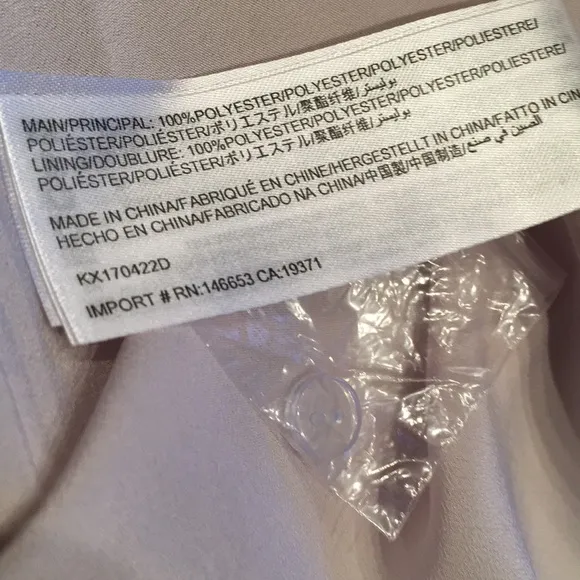 MAIN/PRINCIPAL: 100%POLYESTER/POLYESTER/POLYESTER/POLIESTERE/
POLIÉSTER/POLIÉSTER/ポリエステル/聚酯纤维/بوليستر
LINING/DOUBLURE: 100%POLYESTER/POLYESTER/POLYESTER/POLIESTERE/
POLIÉSTER/POLIÉSTER/ポリエステル/聚酯纤维/بوليستر
MADE IN CHINA/FABRIQUÉ EN CHINE/HERGESTELLT IN CHINA/FATTO IN CIN
HECHO EN CHINA/FABRICADO NA CHINA/中国製/中国制造/الصين في صنع
KX170422D
IMPORT # RN:146653 CA:19371